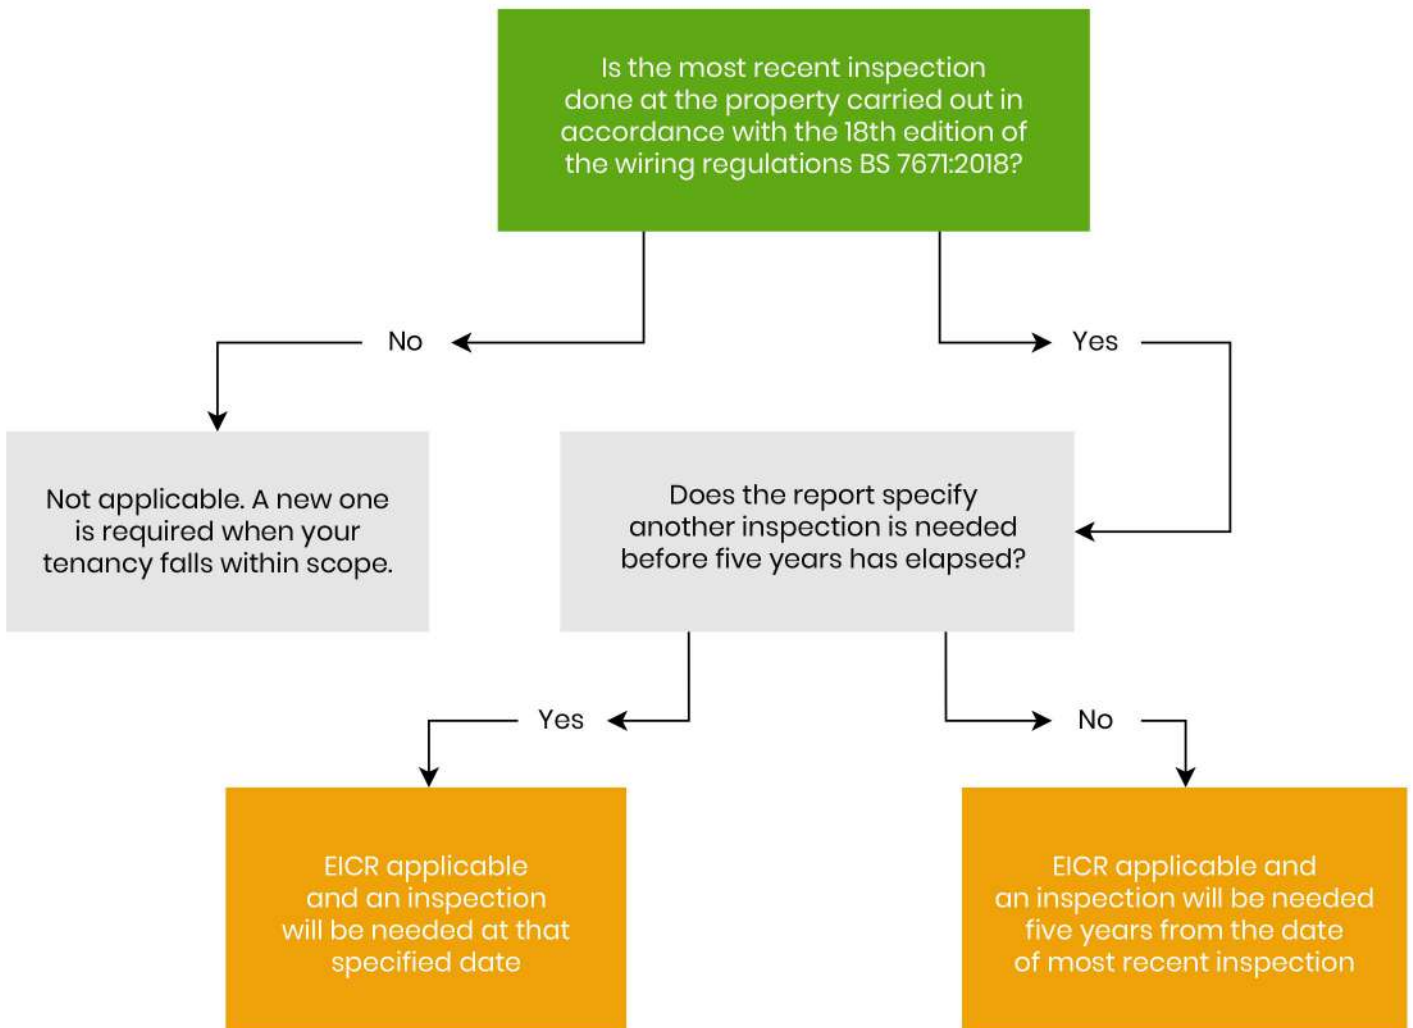 Is the most recent inspection
done at the property carried out in
accordance with the 18th edition of
the wiring regulations BS 7671:2018?
No
Yes
Not applicable. A new one
is required when your
tenancy falls within scope.
Does the report specify
another inspection is needed
before five years has elapsed?
Yes
No
EICR applicable
and an inspection
will be needed at that
specified date
EICR applicable and
an inspection will be needed
five years from the date
of most recent inspection